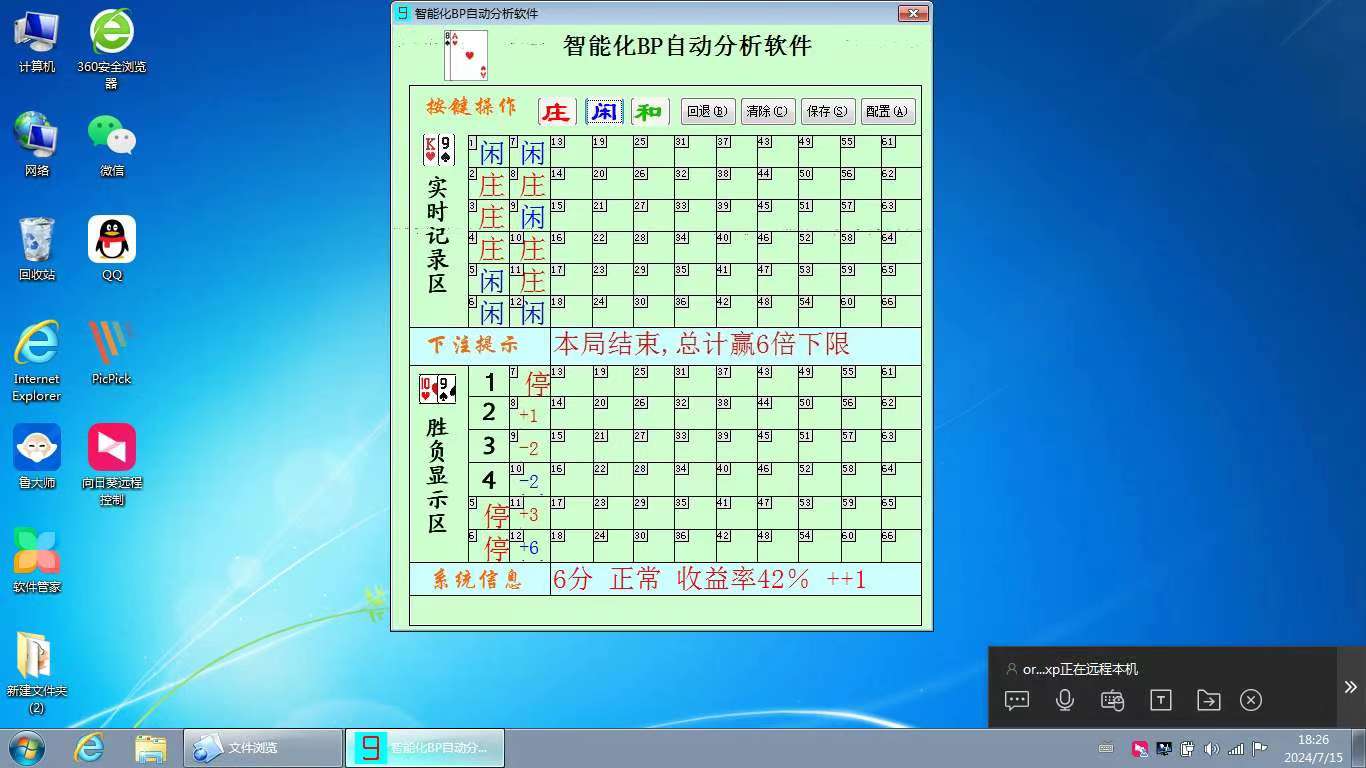 智能化BP自动分析软件
计算机
360安全浏览器
网络
微信
回收站
QQ
Internet Explorer
PicPick
鲁大师
向日葵远程控制
软件管家
新建文件夹 (2)
智能化BP自动分析软件
8 A
A
按键操作 庄 闲 和 回退(B) 清除(C) 保存(S) 配置(A)
K 9
实时记录区
1 闲 7 闲 13 19 25 31 37 43 49 55 61
2 庄 8 庄 14 20 26 32 38 44 50 56 62
3 庄 9 闲 15 21 27 33 39 45 51 57 63
4 庄 10 庄 16 22 28 34 40 46 52 58 64
5 闲 11 庄 17 23 29 35 41 47 53 59 65
6 闲 12 闲 18 24 30 36 42 48 54 60 66
下注提示 本局结束,总计赢6倍下限
10 9
胜负显示区
1 7 停 13 19 25 31 37 43 49 55 61
2 8 +1 14 20 26 32 38 44 50 56 62
3 9 -2 15 21 27 33 39 45 51 57 63
4 10 -2 16 22 28 34 40 46 52 58 64
5 停 11 +3 17 23 29 35 41 47 53 59 65
6 停 12 +6 18 24 30 36 42 48 54 60 66
系统信息 6分 正常 收益率42% ++1
or...xp正在远程本机
T
文件浏览
9 智能化BP自动分...
18:26
2024/7/15